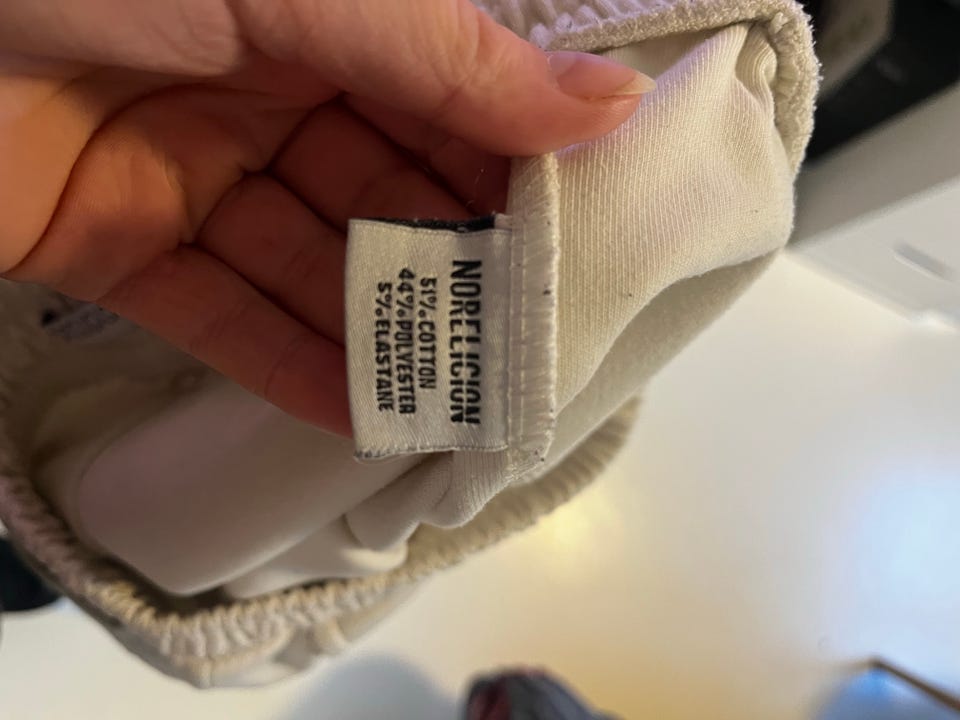 NORELIGION
51% COTTON
44% POLYESTER
5% ELASTANE